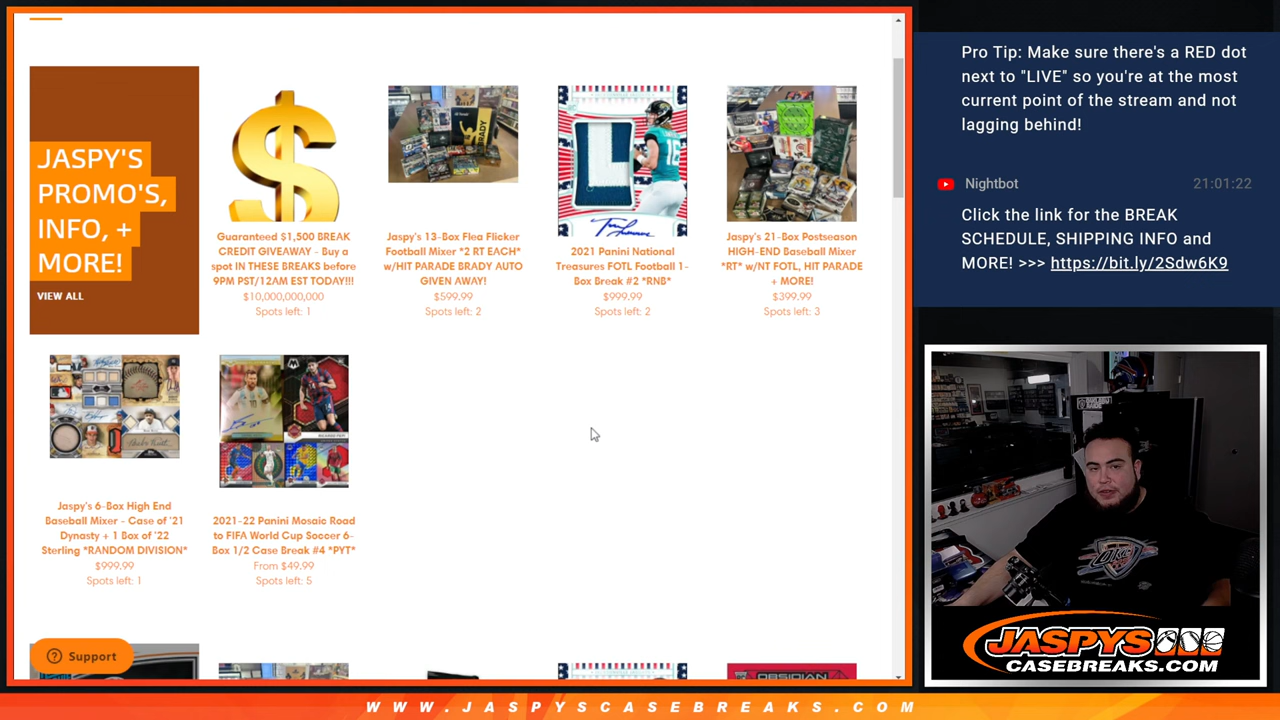 JASPY'S
PROMO'S,
INFO, +
MORE!
VIEW ALL
Guaranteed $1,500 BREAK
CREDIT GIVEAWAY - Buy a
spot IN THESE BREAKS before
9PM PST/12AM EST TODAY!!!
$10,000,000,000
Spots left: 1
Jaspy's 13-Box Flea Flicker
Football Mixer *2 RT EACH*
w/HIT PARADE BRADY AUTO
GIVEN AWAY!
$599.99
Spots left: 2
2021 Panini National
Treasures FOTL Football 1-
Box Break #2 *RNB*
$999.99
Spots left: 2
Jaspy's 21-Box Postseason
HIGH-END Baseball Mixer
*RT* w/NT FOTL, HIT PARADE
+ MORE!
$399.99
Spots left: 3
Jaspy's 6-Box High End
Baseball Mixer - Case of '21
Dynasty + 1 Box of '22
Sterling *RANDOM DIVISION*
$999.99
Spots left: 1
2021-22 Panini Mosaic Road
to FIFA World Cup Soccer 6-
Box 1/2 Case Break #4 *PYT*
From $49.99
Spots left: 5
Support
OBSIDIAN
Pro Tip: Make sure there's a RED dot
next to "LIVE" so you're at the most
current point of the stream and not
lagging behind!
Nightbot 21:01:22
Click the link for the BREAK
SCHEDULE, SHIPPING INFO and
MORE! >>> https://bit.ly/2Sdw6K9
OKC
JASPYS
CASEBREAKS.COM
WWW.JASPYSCASEBREAKS.COM